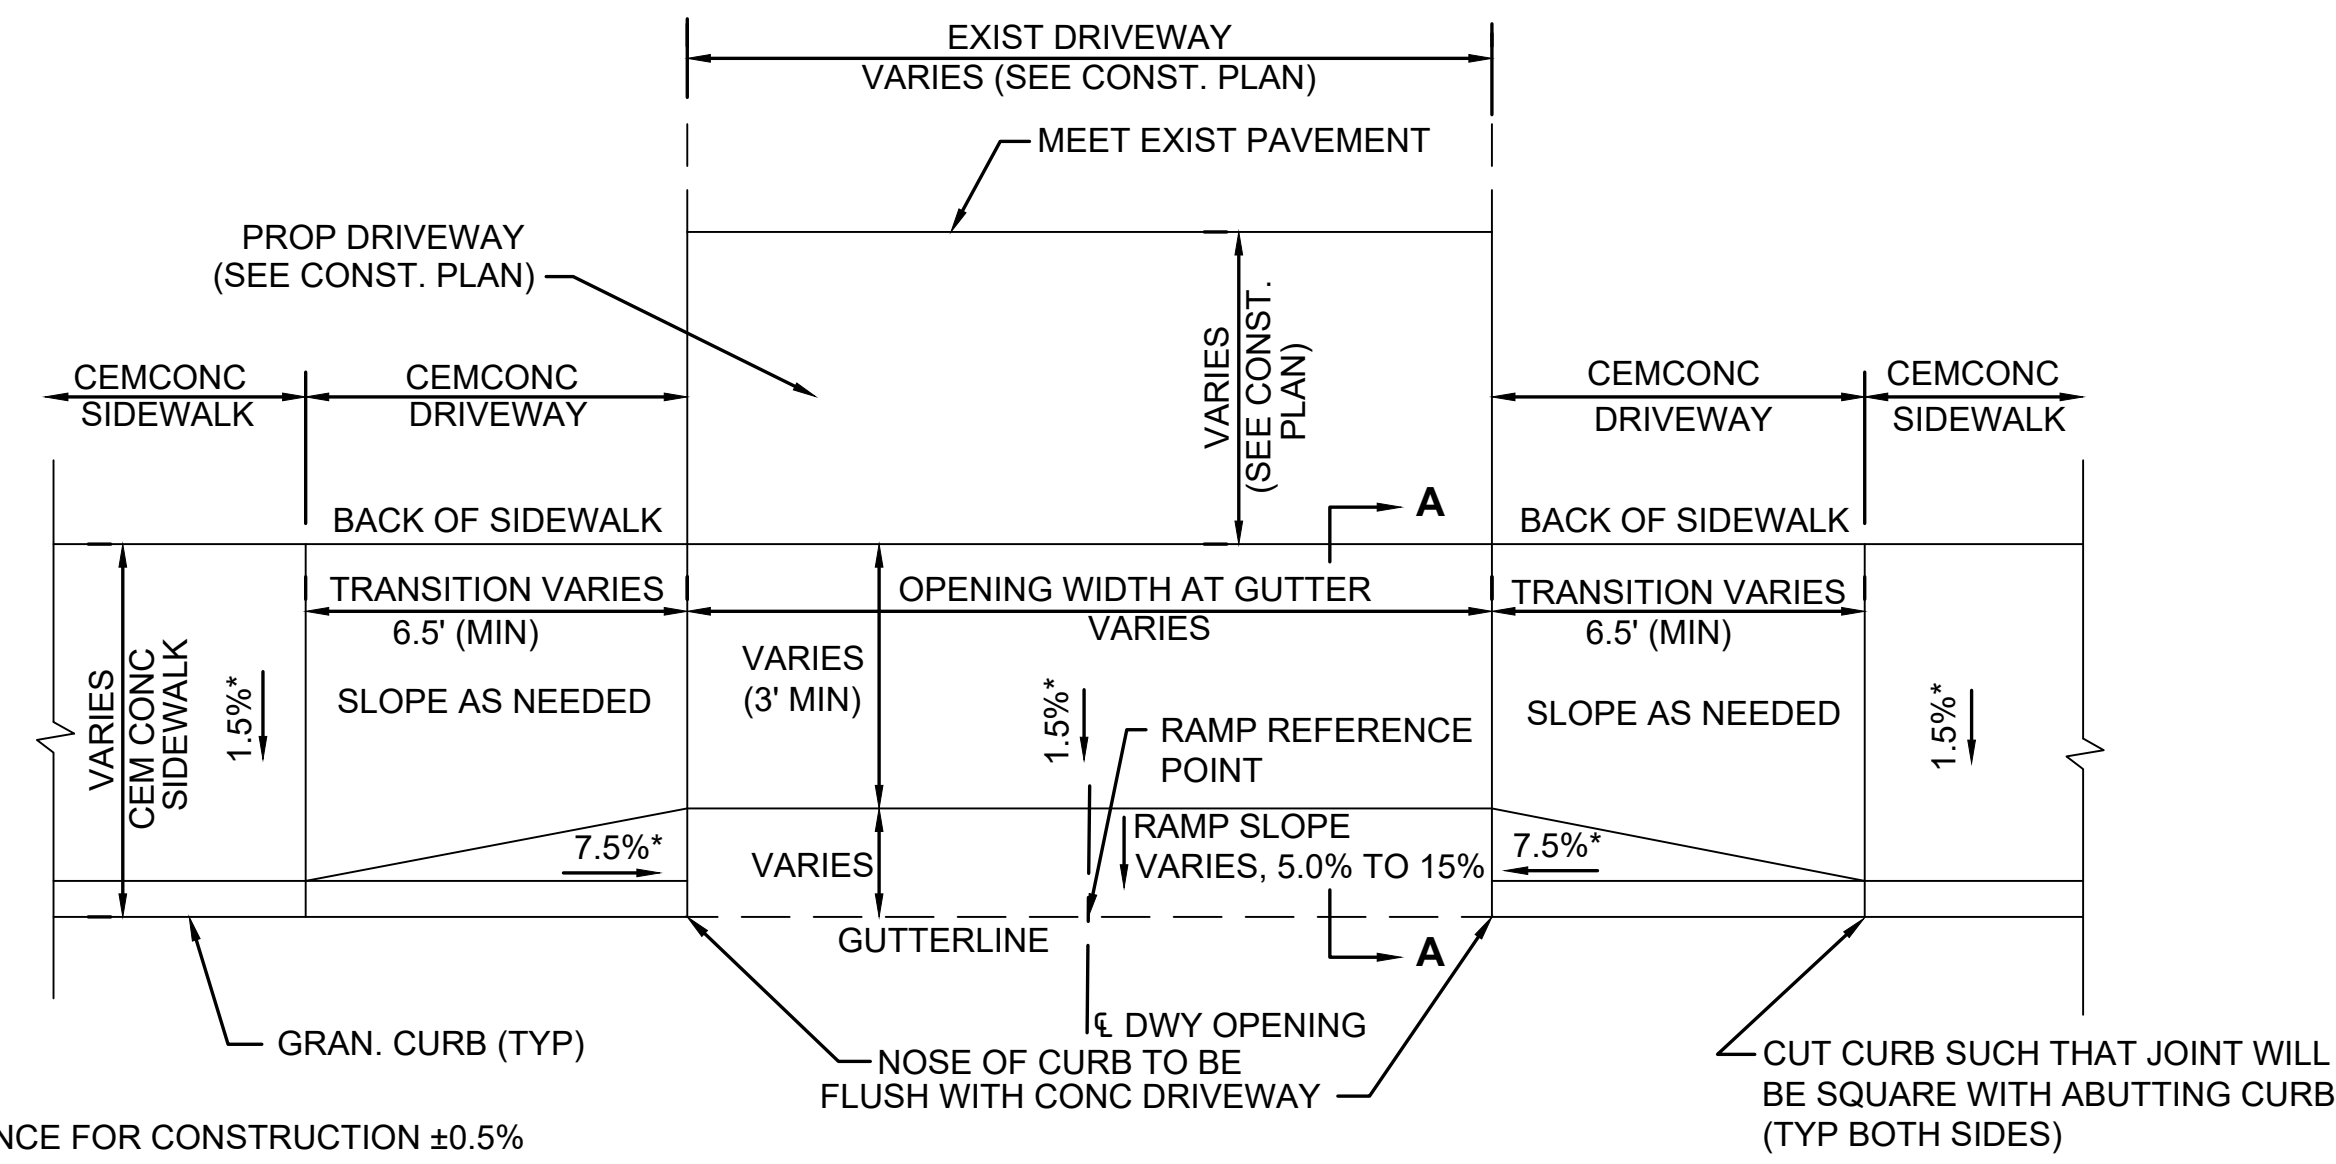 EXIST DRIVEWAY
VARIES (SEE CONST. PLAN)
MEET EXIST PAVEMENT
PROP DRIVEWAY
(SEE CONST. PLAN)
VARIES
(SEE CONST.
PLAN)
CEMCONC
SIDEWALK
CEMCONC
DRIVEWAY
CEMCONC
DRIVEWAY
CEMCONC
SIDEWALK
BACK OF SIDEWALK
A
BACK OF SIDEWALK
TRANSITION VARIES
6.5' (MIN)
OPENING WIDTH AT GUTTER
VARIES
TRANSITION VARIES
6.5' (MIN)
VARIES
CEM CONC
SIDEWALK
1.5%*
SLOPE AS NEEDED
VARIES
(3' MIN)
1.5%*
RAMP REFERENCE
POINT
SLOPE AS NEEDED
1.5%*
7.5%*
VARIES
RAMP SLOPE
VARIES, 5.0% TO 15%
7.5%*
GUTTERLINE
A
℄ DWY OPENING
GRAN. CURB (TYP)
NOSE OF CURB TO BE
FLUSH WITH CONC DRIVEWAY
CUT CURB SUCH THAT JOINT WILL
BE SQUARE WITH ABUTTING CURB
(TYP BOTH SIDES)
FOR CONSTRUCTION ±0.5%